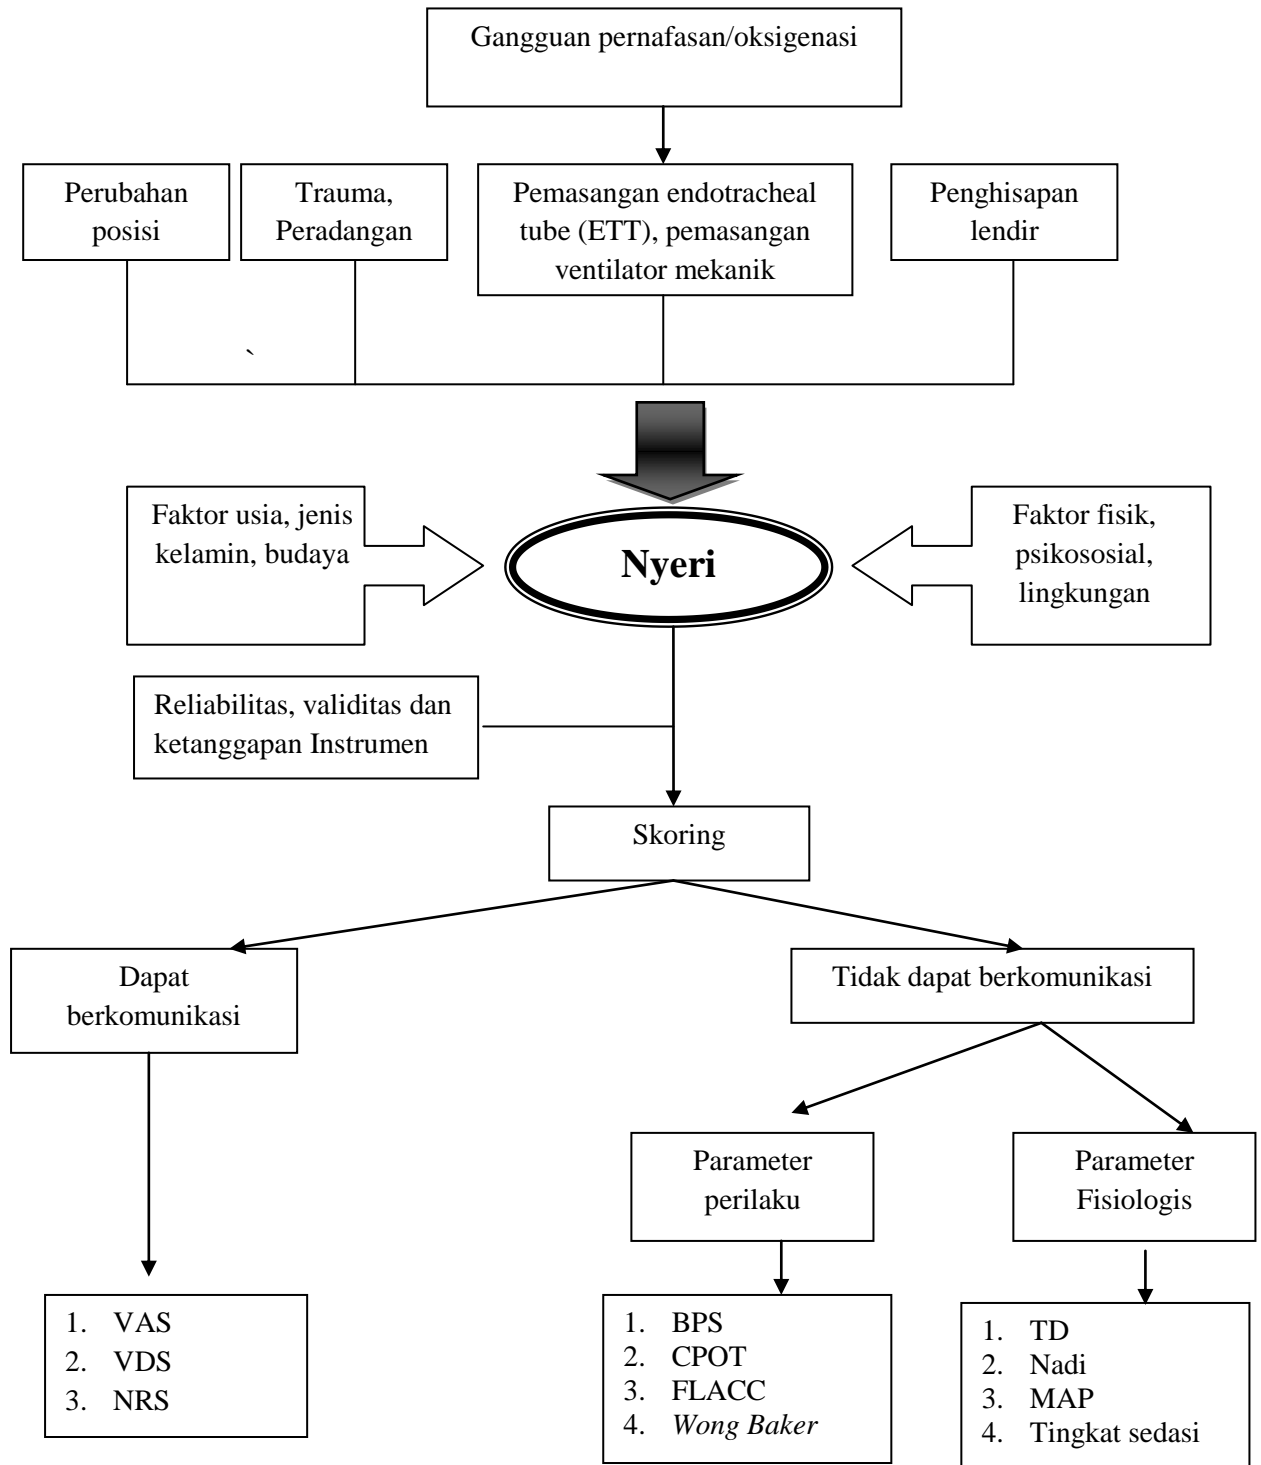 Gangguan pernafasan/oksigenasi
Perubahan
posisi
Trauma,
Peradangan
Pemasangan endotracheal
tube (ETT), pemasangan
ventilator mekanik
Penghisapan
lendir
`
Faktor usia, jenis
kelamin, budaya
Nyeri
Faktor fisik,
psikososial,
lingkungan
Reliabilitas, validitas dan
ketanggapan Instrumen
Skoring
Dapat
berkomunikasi
Tidak dapat berkomunikasi
Parameter
perilaku
Parameter
Fisiologis
1. VAS
2. VDS
3. NRS
1. BPS
2. CPOT
3. FLACC
4. Wong Baker
1. TD
2. Nadi
3. MAP
4. Tingkat sedasi